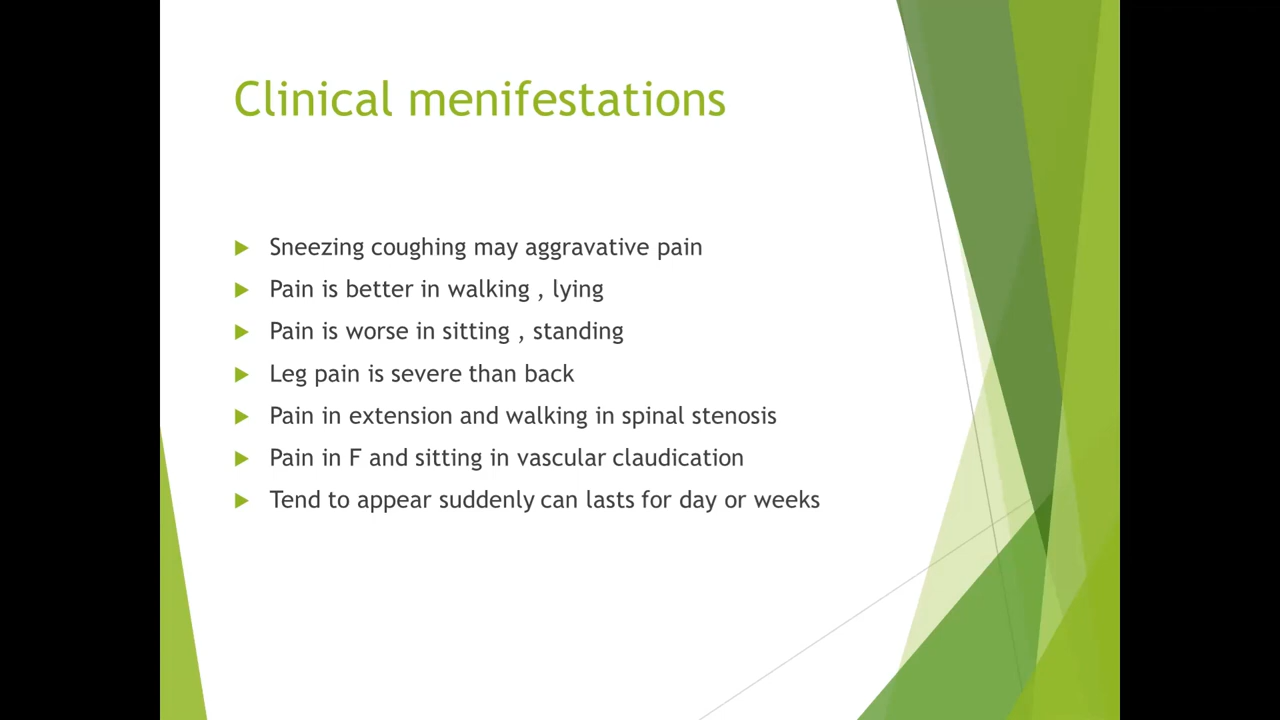 Clinical menifestations
Sneezing coughing may aggravative pain
Pain is better in walking , lying
Pain is worse in sitting , standing
Leg pain is severe than back
Pain in extension and walking in spinal stenosis
Pain in F and sitting in vascular claudication
Tend to appear suddenly can lasts for day or weeks